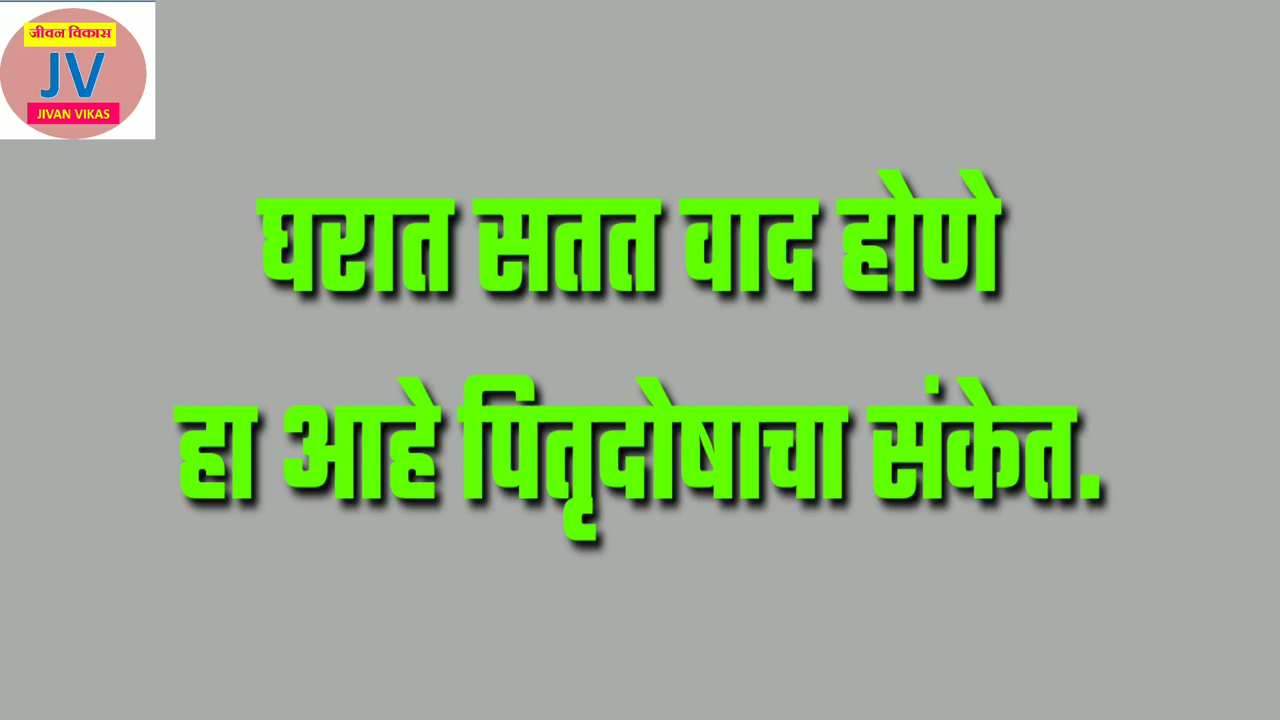 जीवन विकास
JV
JIVAN VIKAS
घरात सतत वाद होणे
हा आहे पितृदोषाचा संकेत.